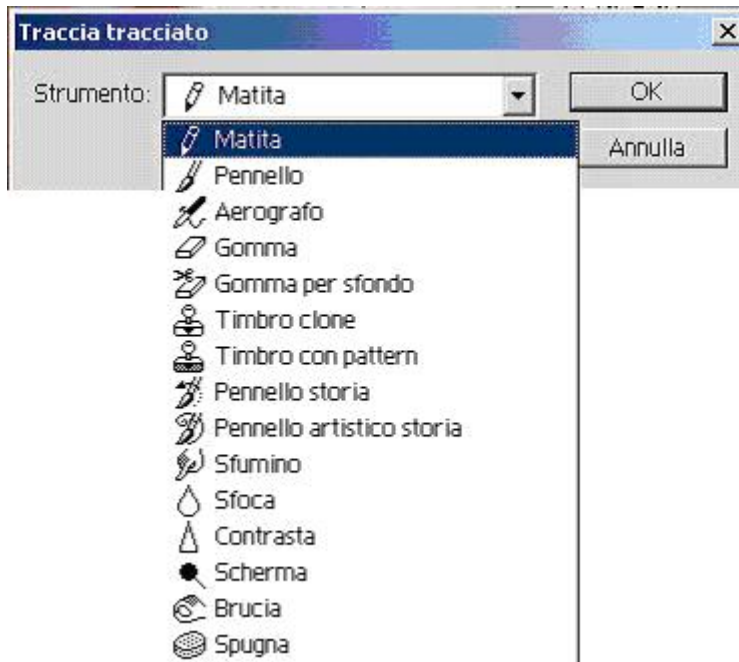 Traccia tracciato
Strumento: Matita OK
Matita
Annulla
Pennello
Aerografo
Gomma
Gomma per sfondo
Timbro clone
Timbro con pattern
Pennello storia
Pennello artistico storia
Sfumino
Sfoca
Contrasta
Scherma
Brucia
Spugna